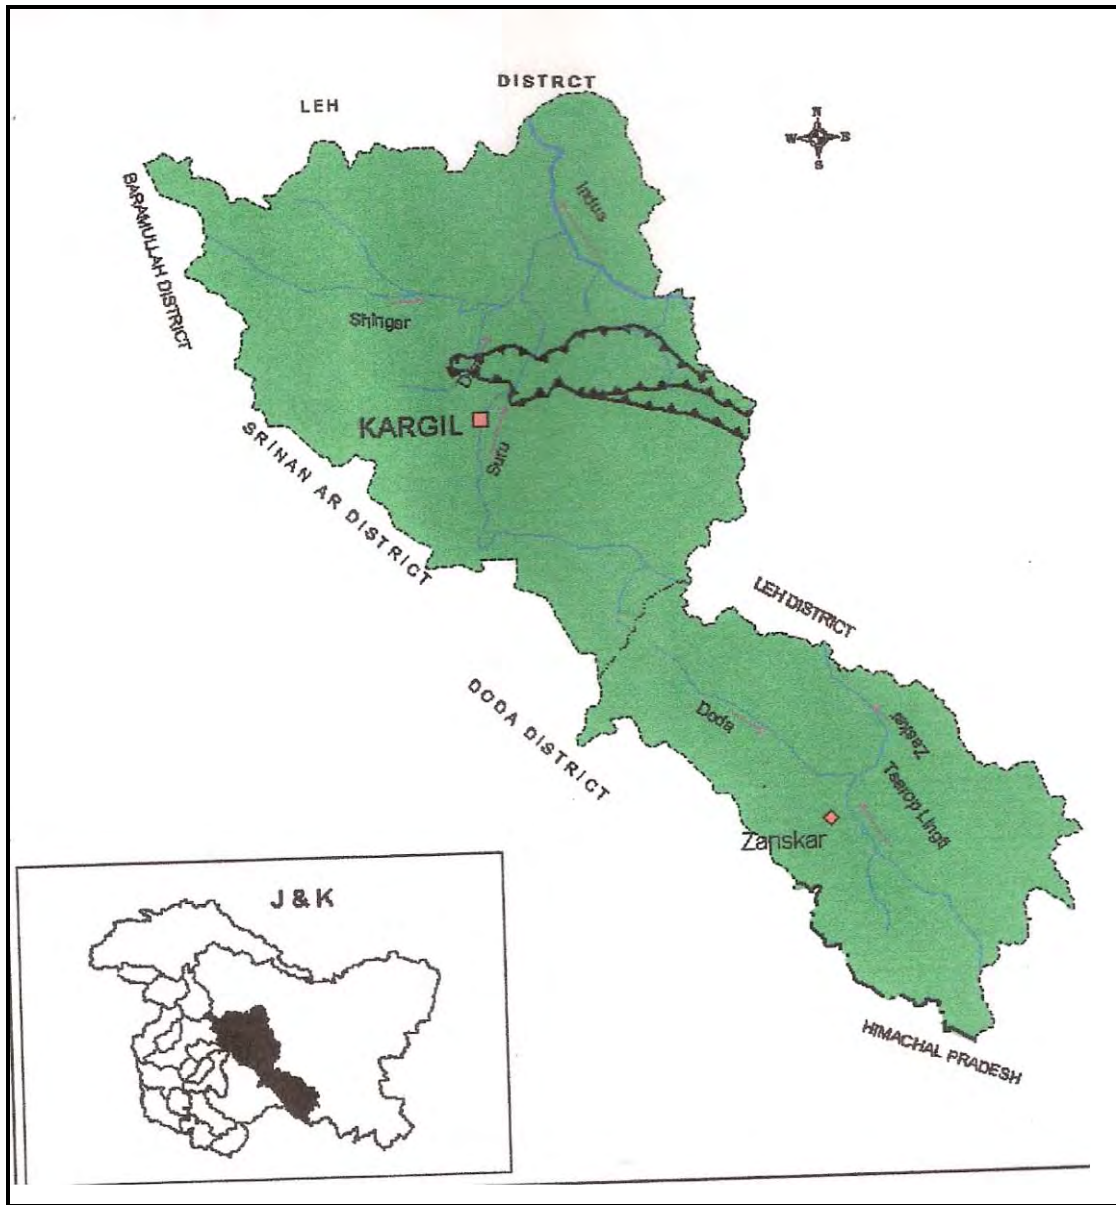 DISTRCT
LEH
N
W E
S
BARAMULLAH DISTRICT
Indus
Shingar
KARGIL
Suru
SRINAN AR DISTRICT
LEH DISTRICT
DODA DISTRICT
Doda
Zasker
Tsarop Lingti
Zanskar
J & K
HIMACHAL PRADESH